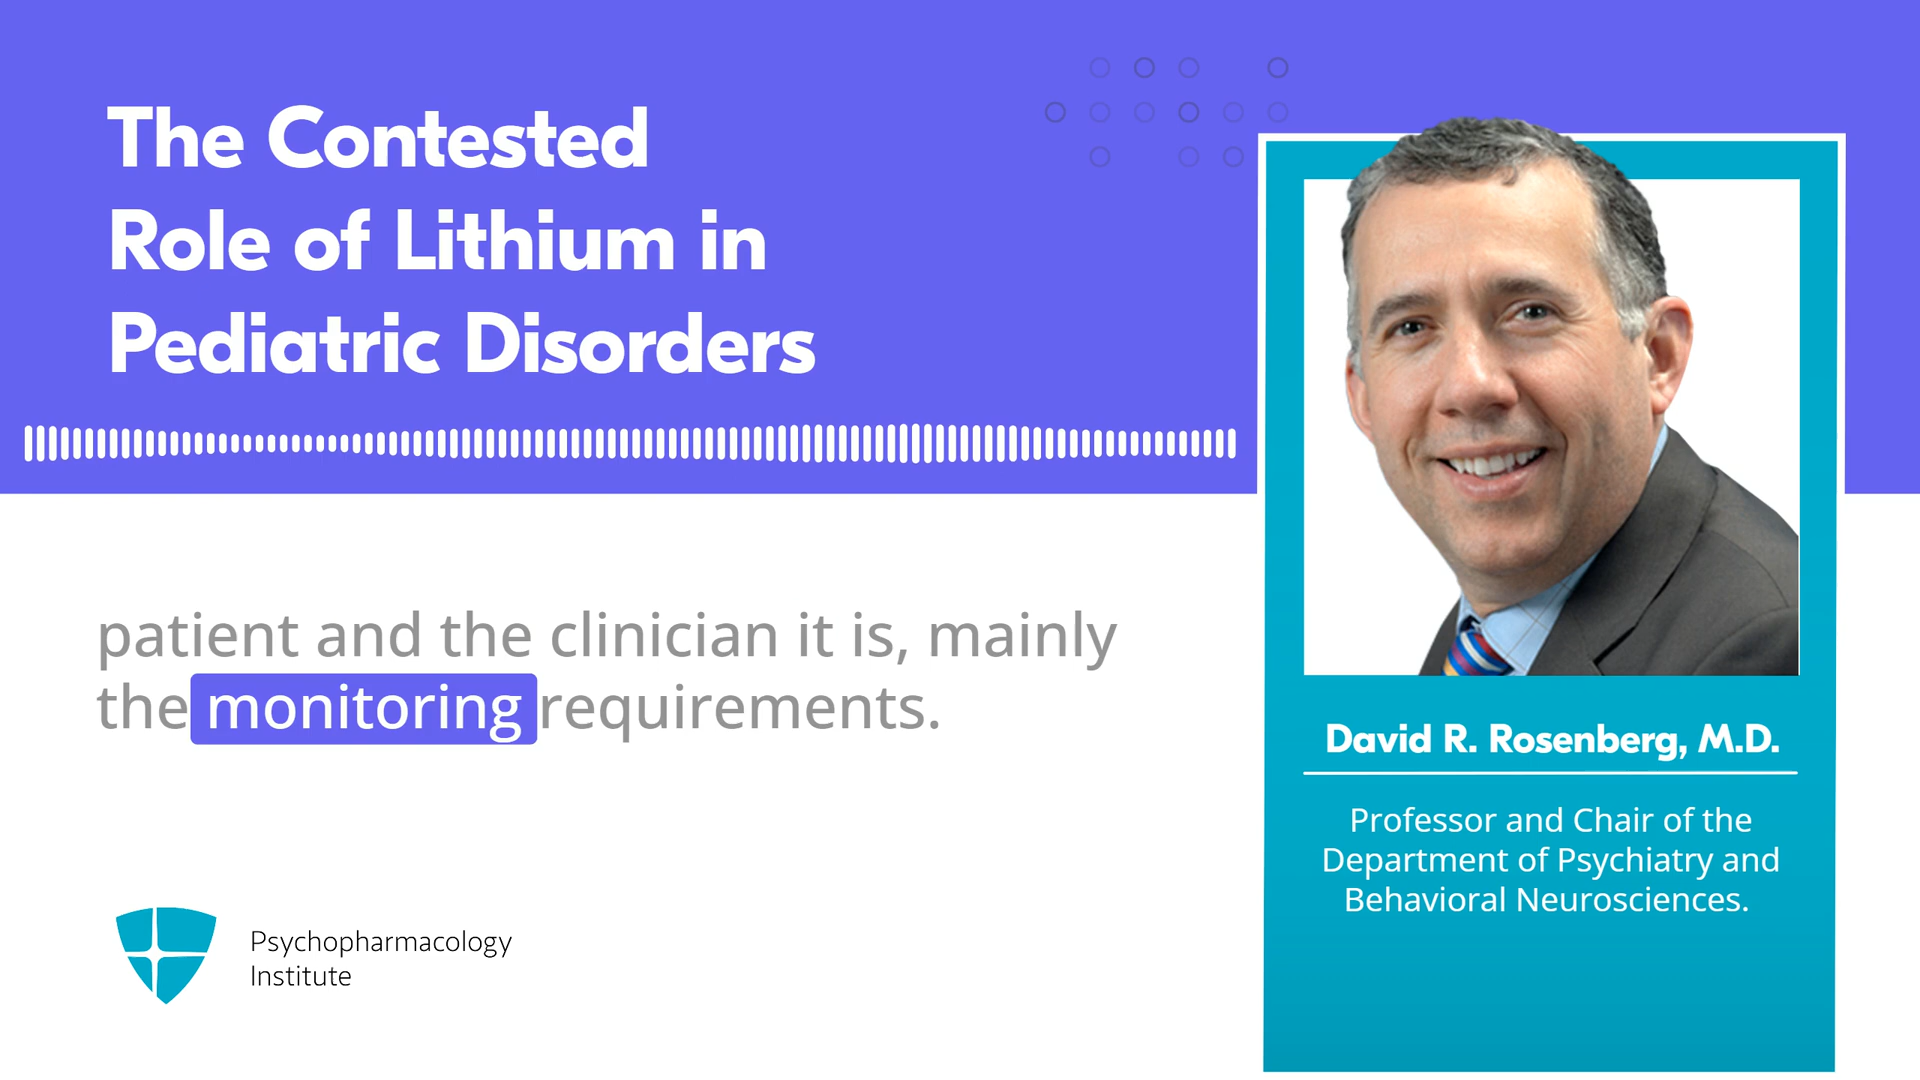 The Contested
Role of Lithium in
Pediatric Disorders
patient and the clinician it is, mainly
the monitoring requirements.
Psychopharmacology
Institute
David R. Rosenberg, M.D.
Professor and Chair of the
Department of Psychiatry and
Behavioral Neurosciences.